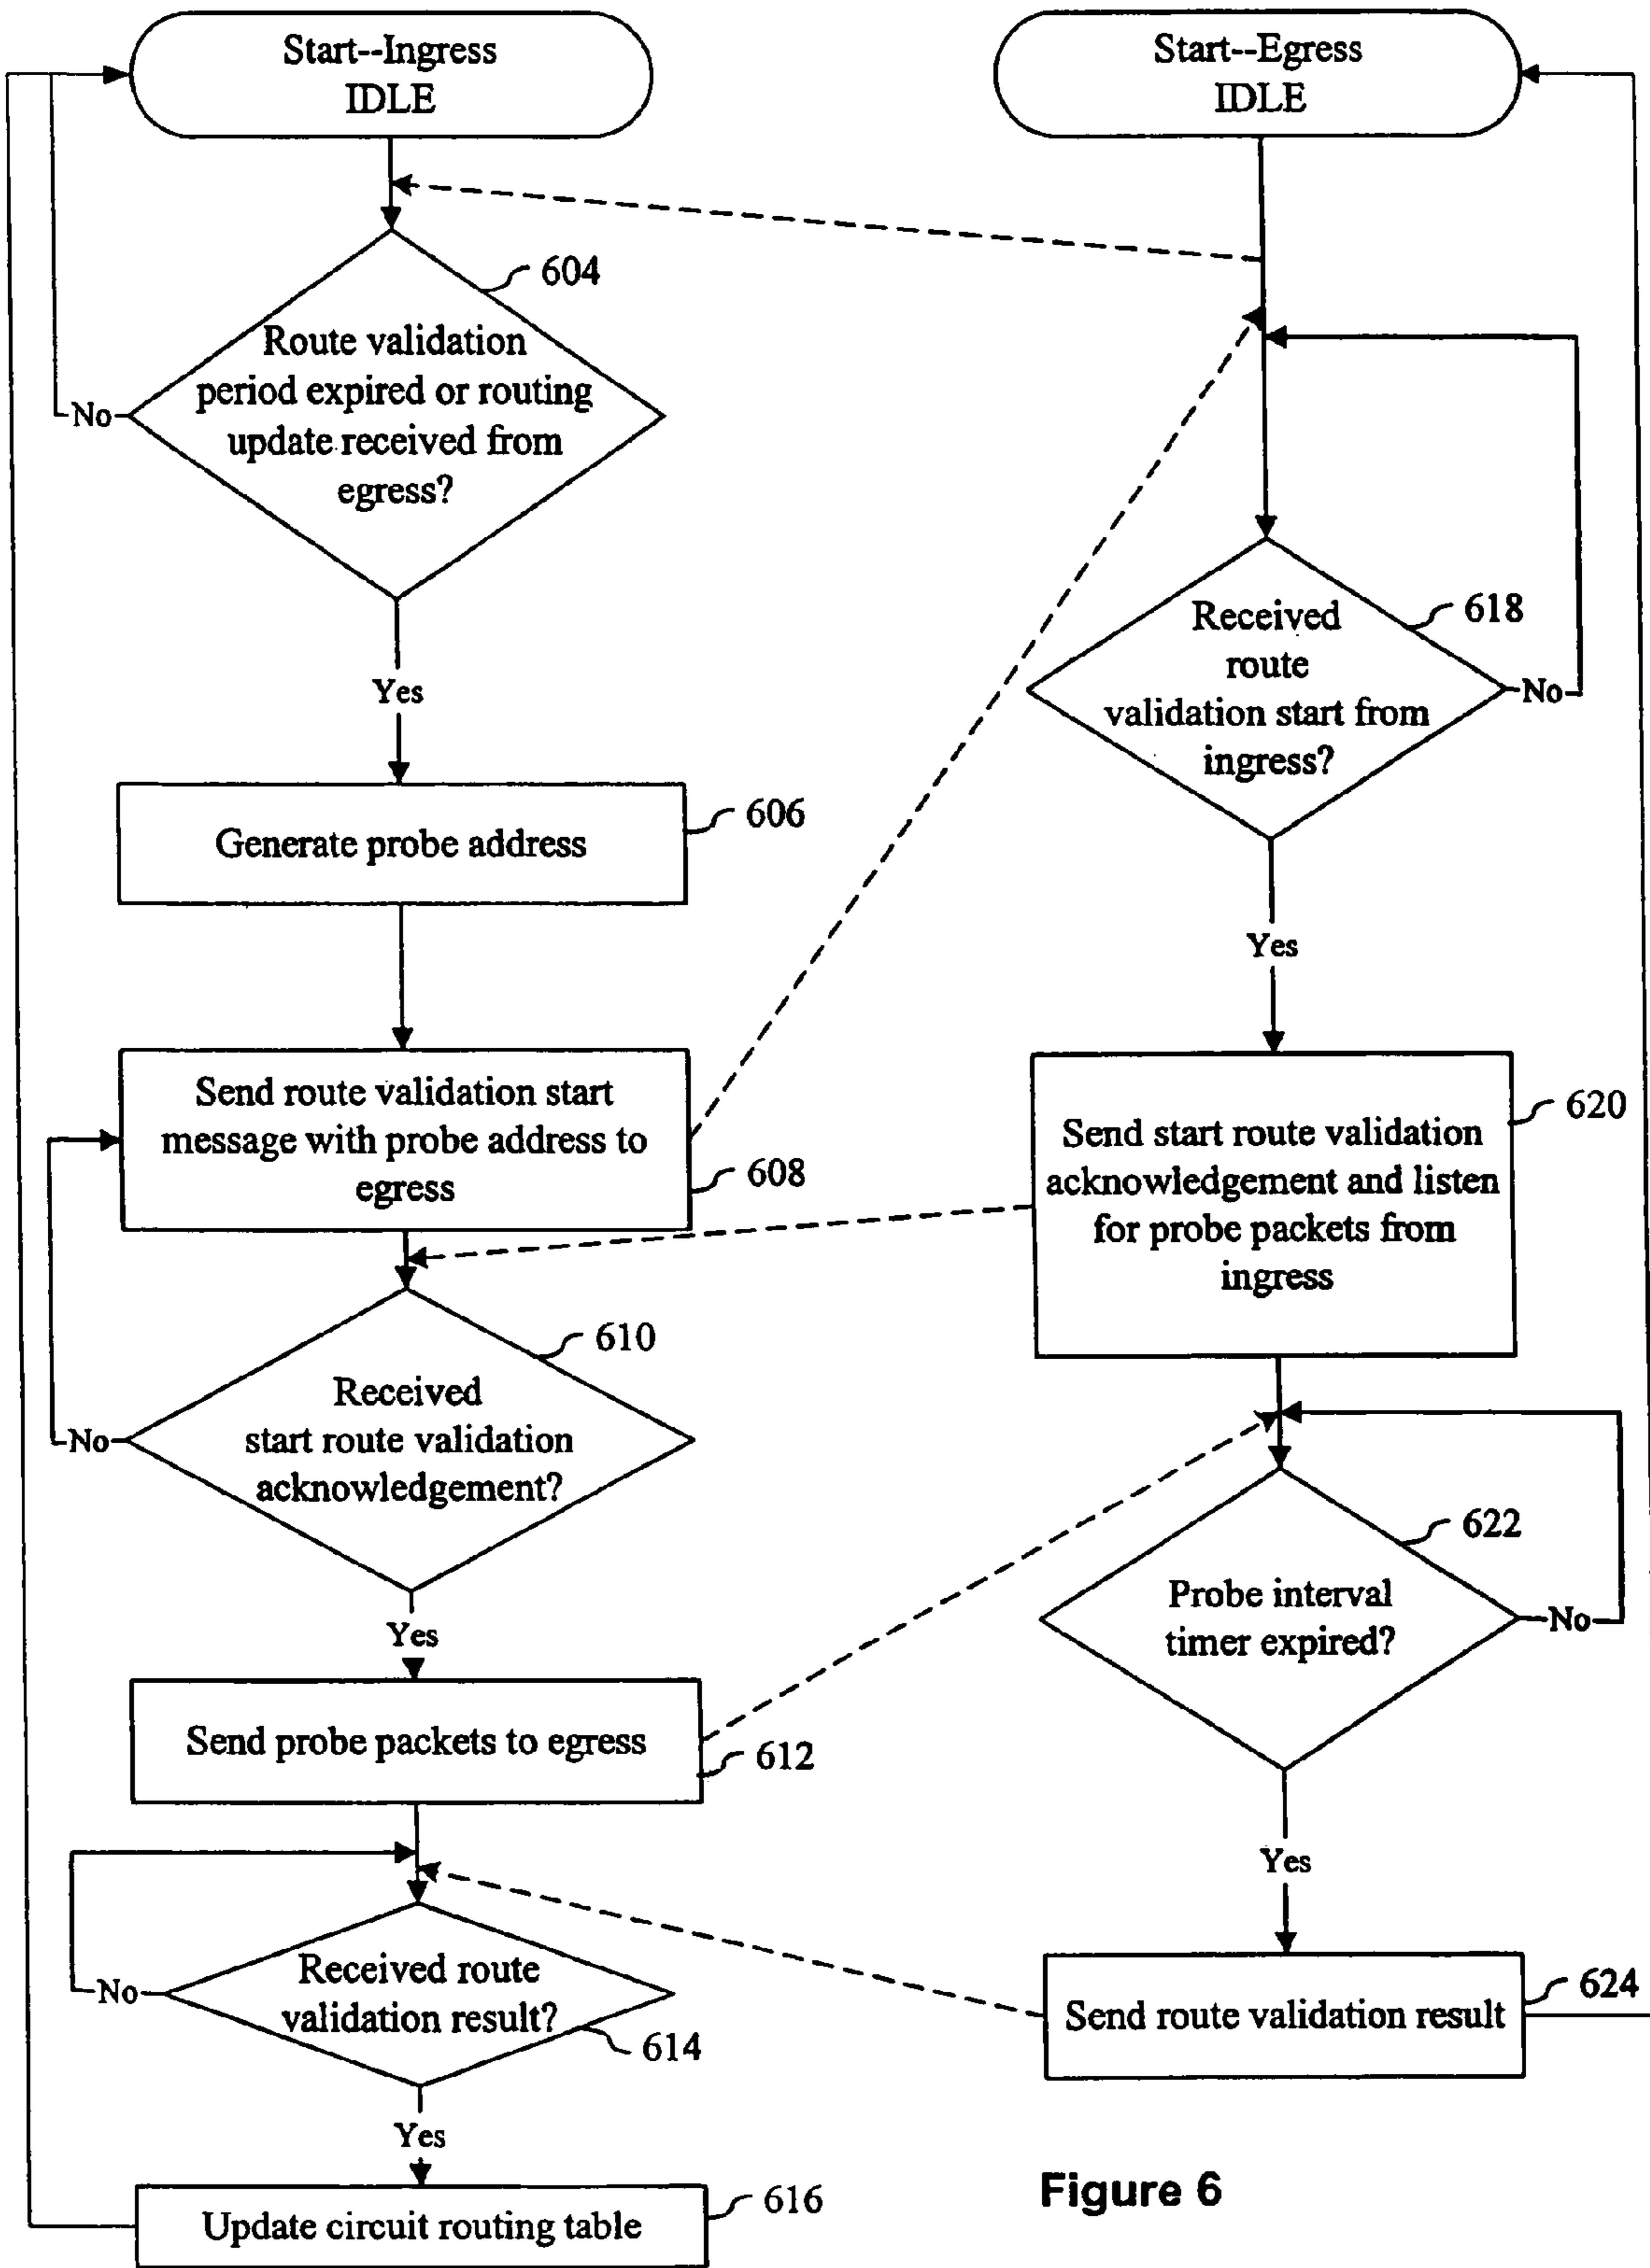 Start--Ingress
IDLE
604
Route validation
period expired or routing
update received from
egress?
No
Yes
606
Generate probe address
Send route validation start
message with probe address to
egress
608
610
Received
start route validation
acknowledgement?
No
Yes
Send probe packets to egress
612
Received route
validation result?
No
614
Yes
Update circuit routing table
616
Start--Egress
IDLE
618
Received
route
validation start from
ingress?
No
Yes
620
Send start route validation
acknowledgement and listen
for probe packets from
ingress
622
Probe interval
timer expired?
No
Yes
624
Send route validation result
Figure 6